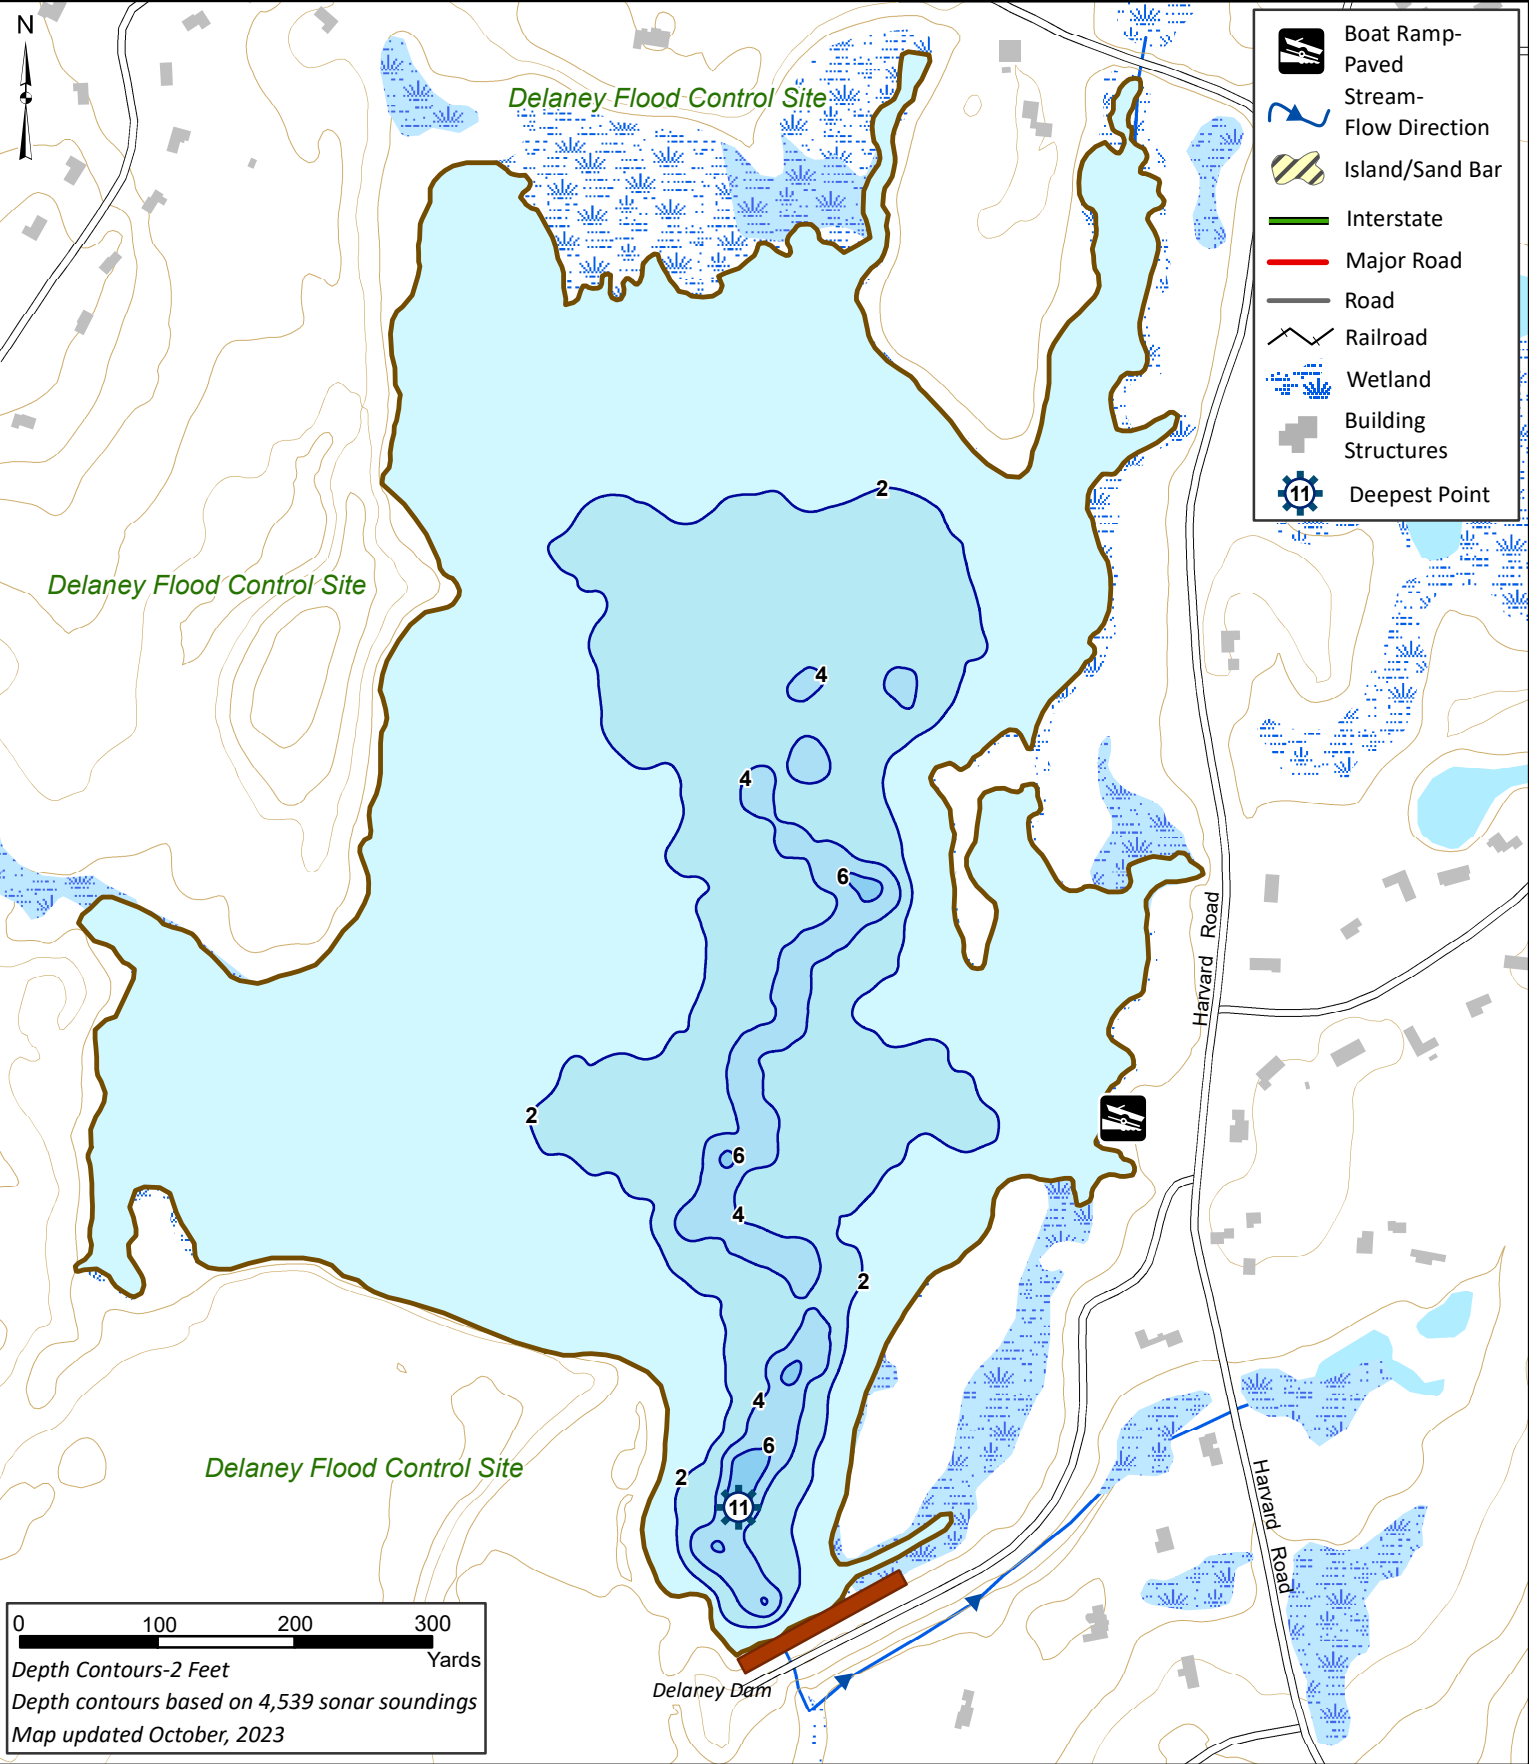 N
Delaney Flood Control Site
Boat Ramp-
Paved
Stream-
Flow Direction
Island/Sand Bar
Interstate
Major Road
Road
Railroad
Wetland
Building
Structures
11
Deepest Point
2
Delaney Flood Control Site
4
4
6
Harvard Road
2
6
4
2
4
6
2
Delaney Flood Control Site
11
Harvard Road
0 100 200 300
Yards
Depth Contours-2 Feet
Depth contours based on 4,539 sonar soundings
Map updated October, 2023
Delaney Dam